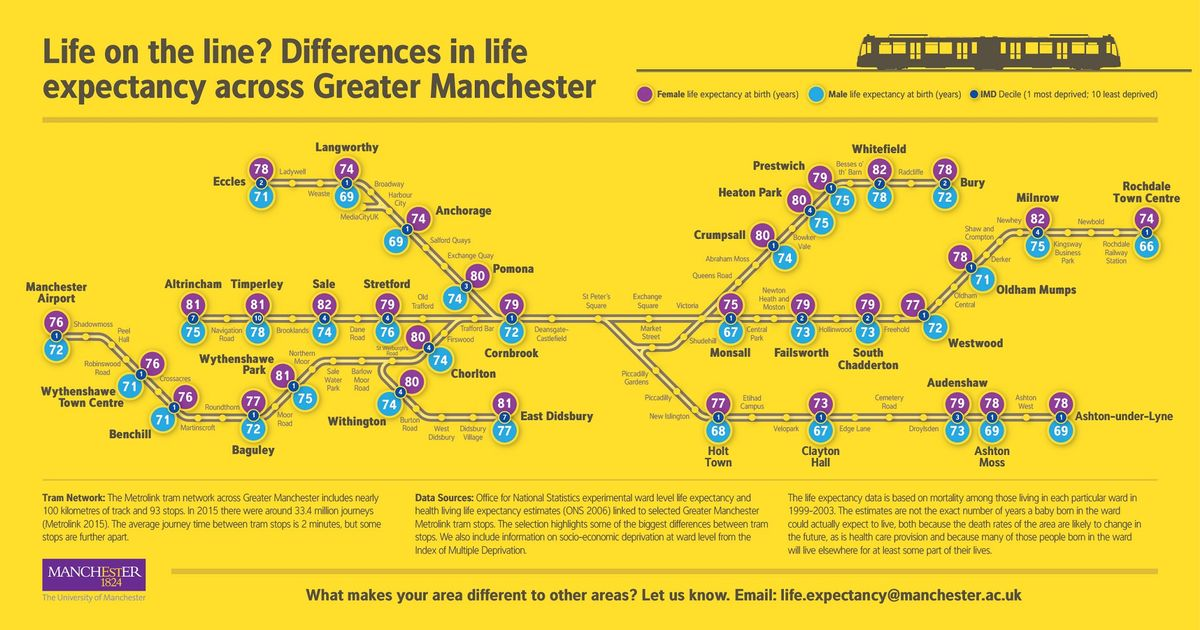 Life on the line? Differences in life
expectancy across Greater Manchester
Female life expectancy at birth (years)
Male life expectancy at birth (years)
IMD Decile (1 most deprived; 10 least deprived)
Eccles
78
2
71
Ladywell
Weaste
Langworthy
74
1
69
Broadway
Harbour
City
MediaCityUK
Anchorage
74
1
69
Salford Quays
Exchange Quay
Pomona
80
3
74
Altrincham
81
7
75
Navigation
Road
Timperley
81
10
78
Brooklands
Sale
82
4
74
Dane
Road
Stretford
79
4
76
Old
Trafford
Trafford Bar
79
1
72
Cornbrook
Deansgate-
Castlefield
Manchester
Airport
76
1
72
Shadowmoss
Peel
Hall
Robinswood
Road
76
1
71
Wythenshawe
Town Centre
Crossacres
76
1
71
Benchill
Martinscroft
Roundthorn
77
1
72
Baguley
Moor
Road
Wythenshawe
Park
81
1
75
Northern
Moor
Sale
Water
Park
Barlow
Moor
Road
St Werburgh's
Road
Firswood
80
4
74
Chorlton
80
4
74
Withington
Burton
Road
West
Didsbury
Didsbury
Village
81
7
77
East Didsbury
St Peter's
Square
Exchange
Square
Victoria
Market
Street
Shudehill
Piccadilly
Gardens
Piccadilly
New Islington
Queens Road
Abraham Moss
Crumpsall
80
1
74
Bowker
Vale
Heaton Park
80
4
75
Prestwich
79
1
75
Besses o'
th' Barn
Whitefield
82
7
78
Radcliffe
78
2
72
Bury
75
1
67
Monsall
Central
Park
Newton
Heath and
Moston
79
2
73
Failsworth
Hollinwood
79
2
73
South
Chadderton
Freehold
77
1
72
Westwood
Oldham
Central
78
1
71
Oldham Mumps
Derker
Shaw and
Crompton
Newhey
Milnrow
82
4
75
Kingsway
Business
Park
Newbold
Rochdale
Railway
Station
Rochdale
Town Centre
74
1
66
77
1
68
Holt
Town
Etihad
Campus
Velopark
73
1
67
Clayton
Hall
Edge Lane
Cemetery
Road
Droylsden
Audenshaw
79
3
73
78
1
69
Ashton
Moss
Ashton
West
78
1
69
Ashton-under-Lyne
Tram Network: The Metrolink tram network across Greater Manchester includes nearly
100 kilometres of track and 93 stops. In 2015 there were around 33.4 million journeys
(Metrolink 2015). The average journey time between tram stops is 2 minutes, but some
stops are further apart.
Data Sources: Office for National Statistics experimental ward level life expectancy and
health living life expectancy estimates (ONS 2006) linked to selected Greater Manchester
Metrolink tram stops. The selection highlights some of the biggest differences between tram
stops. We also include information on socio-economic deprivation at ward level from the
Index of Multiple Deprivation.
The life expectancy data is based on mortality among those living in each particular ward in
1999-2003. The estimates are not the exact number of years a baby born in the ward
could actually expect to live, both because the death rates of the area are likely to change in
the future, as is health care provision and because many of those people born in the ward
will live elsewhere for at least some part of their lives.
MANCHESTER
1824
The University of Manchester
What makes your area different to other areas? Let us know. Email: life.expectancy@manchester.ac.uk